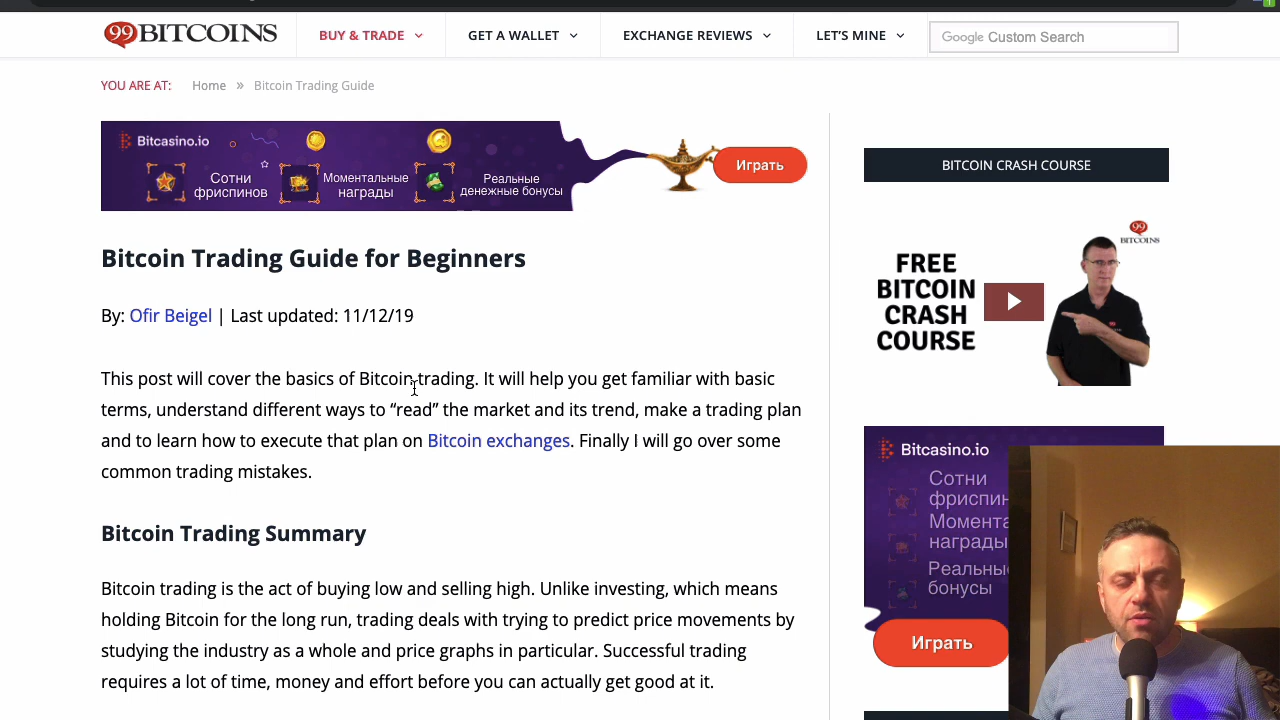 99BITCOINS
BUY & TRADE
GET A WALLET
EXCHANGE REVIEWS
LET'S MINE
Google Custom Search
YOU ARE AT: Home » Bitcoin Trading Guide
Bitcasino.io
Сотни
фриспинов
Моментальные
награды
Реальные
денежные бонусы
Играть
Bitcoin Trading Guide for Beginners
By: Ofir Beigel | Last updated: 11/12/19
This post will cover the basics of Bitcoin trading. It will help you get familiar with basic
terms, understand different ways to “read” the market and its trend, make a trading plan
and to learn how to execute that plan on Bitcoin exchanges. Finally I will go over some
common trading mistakes.
Bitcoin Trading Summary
Bitcoin trading is the act of buying low and selling high. Unlike investing, which means
holding Bitcoin for the long run, trading deals with trying to predict price movements by
studying the industry as a whole and price graphs in particular. Successful trading
requires a lot of time, money and effort before you can actually get good at it.
BITCOIN CRASH COURSE
99
BITCOINS
FREE
BITCOIN
CRASH
COURSE
Bitcasino.io
Сотни
фриспин
Момента
награды
Реальны
бонусы
Играть